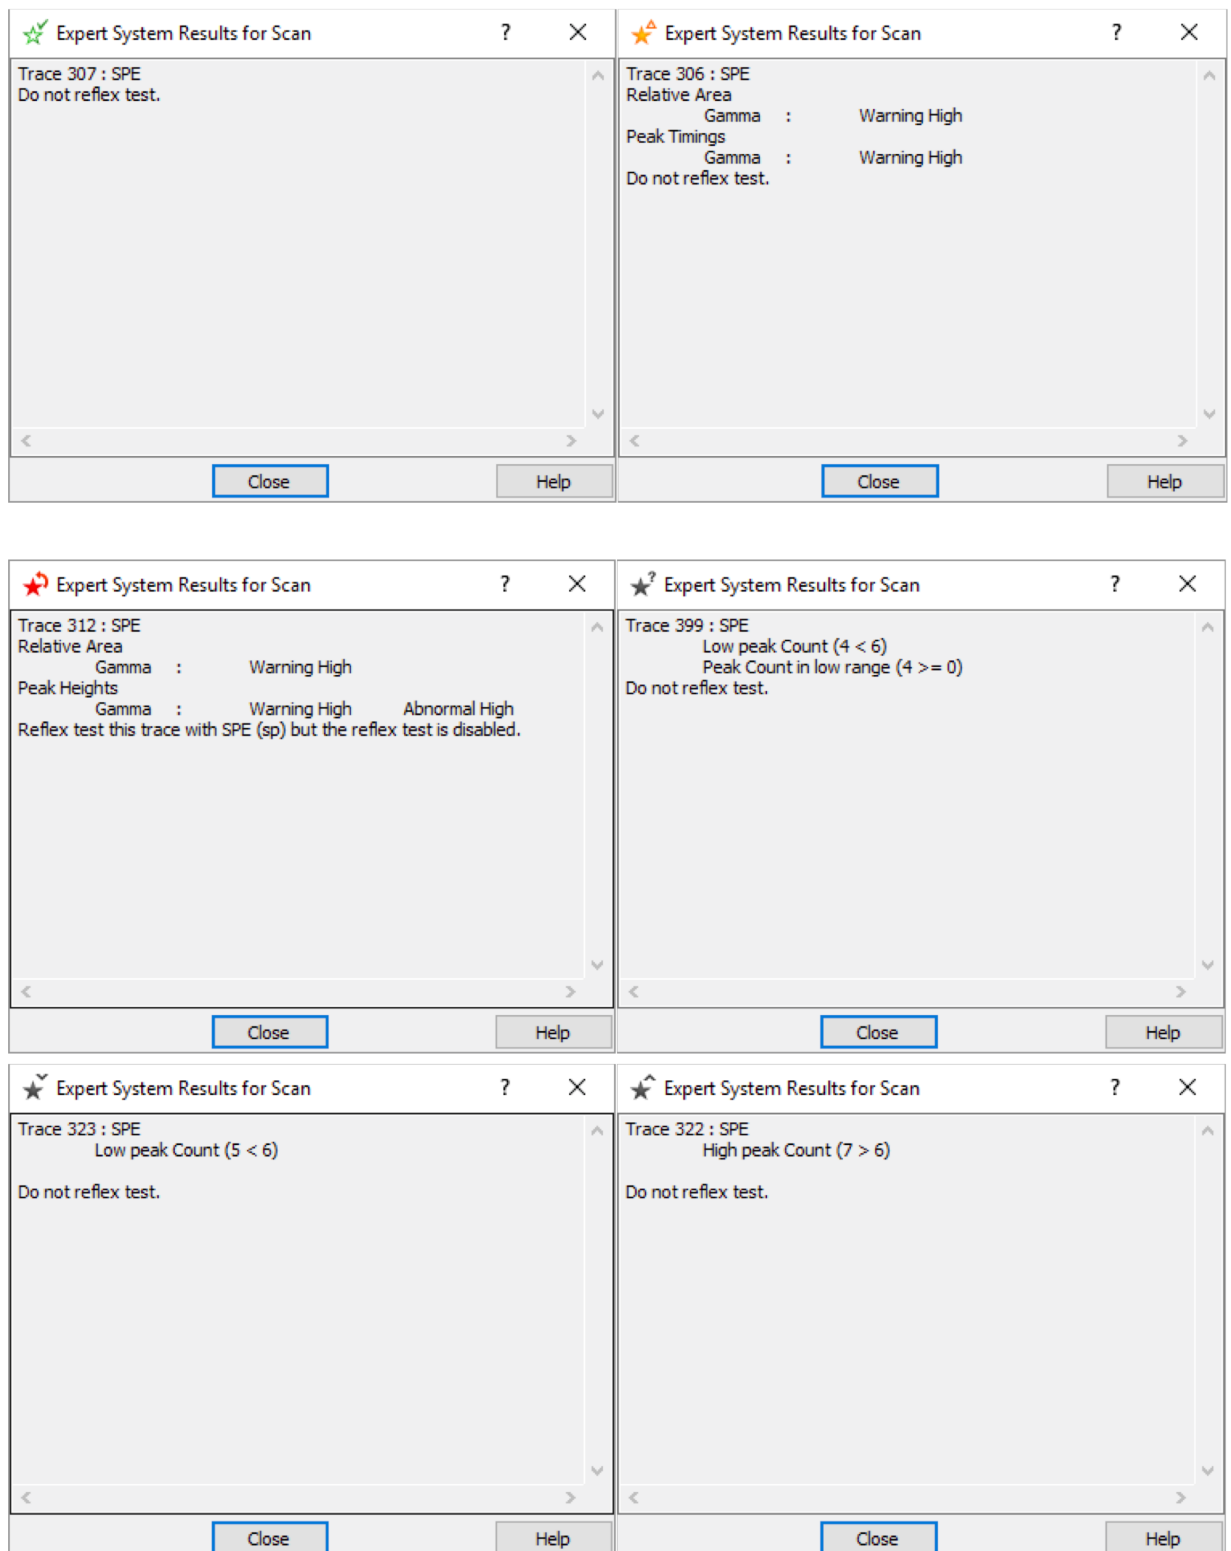 Expert System Results for Scan ? ×
Trace 307 : SPE
Do not reflex test.
Close Help
Expert System Results for Scan ? ×
Trace 306 : SPE
Relative Area
Gamma : Warning High
Peak Timings
Gamma : Warning High
Do not reflex test.
Close Help
Expert System Results for Scan ? ×
Trace 312 : SPE
Relative Area
Gamma : Warning High
Peak Heights
Gamma : Warning High Abnormal High
Reflex test this trace with SPE (sp) but the reflex test is disabled.
Close Help
Expert System Results for Scan ? ×
Trace 399 : SPE
Low peak Count (4 < 6)
Peak Count in low range (4 >= 0)
Do not reflex test.
Close Help
Expert System Results for Scan ? ×
Trace 323 : SPE
Low peak Count (5 < 6)
Do not reflex test.
Close Help
Expert System Results for Scan ? ×
Trace 322 : SPE
High peak Count (7 > 6)
Do not reflex test.
Close Help